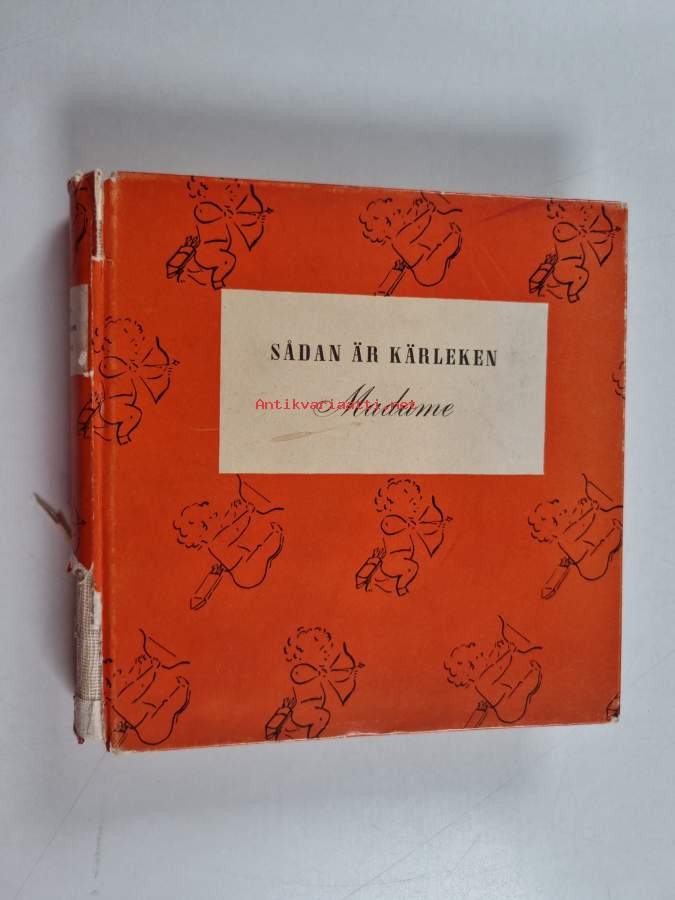 SÅDAN ÄR KÄRLEKEN
Madame
Antikvariaatti.net